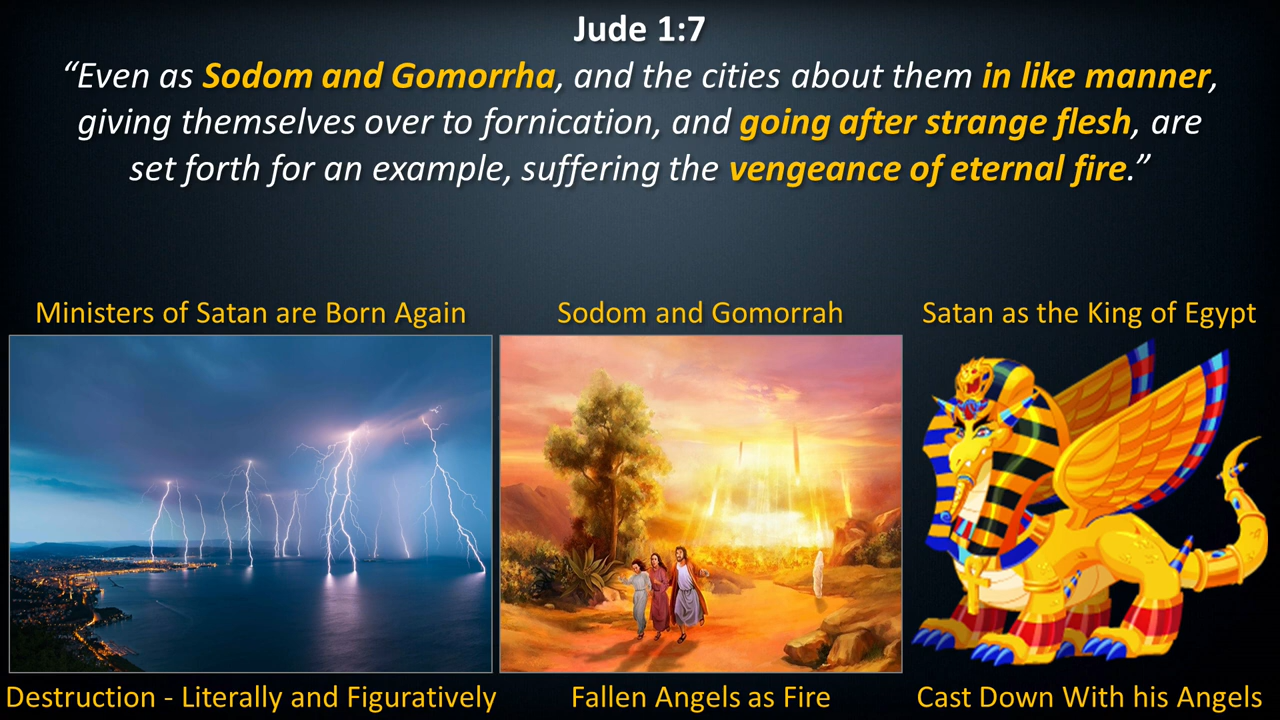 Jude 1:7
“Even as Sodom and Gomorrha, and the cities about them in like manner,
giving themselves over to fornication, and going after strange flesh, are
set forth for an example, suffering the vengeance of eternal fire.”
Ministers of Satan are Born Again
Sodom and Gomorrah
Satan as the King of Egypt
Destruction - Literally and Figuratively
Fallen Angels as Fire
Cast Down With his Angels